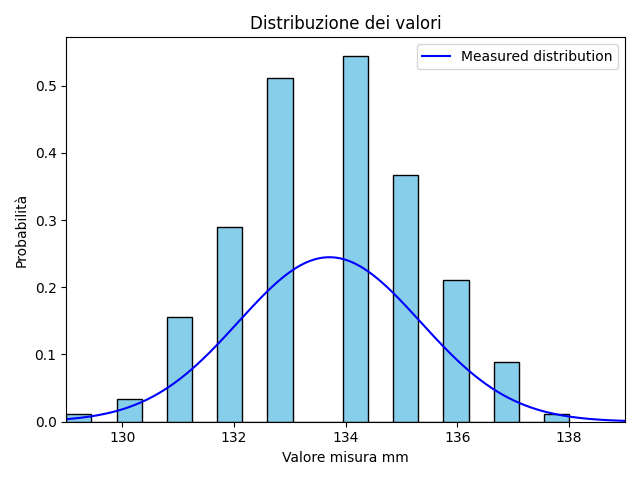 Distribuzione dei valori
Measured distribution
Probabilità
0.5
0.4
0.3
0.2
0.1
0.0
130 132 134 136 138
Valore misura mm